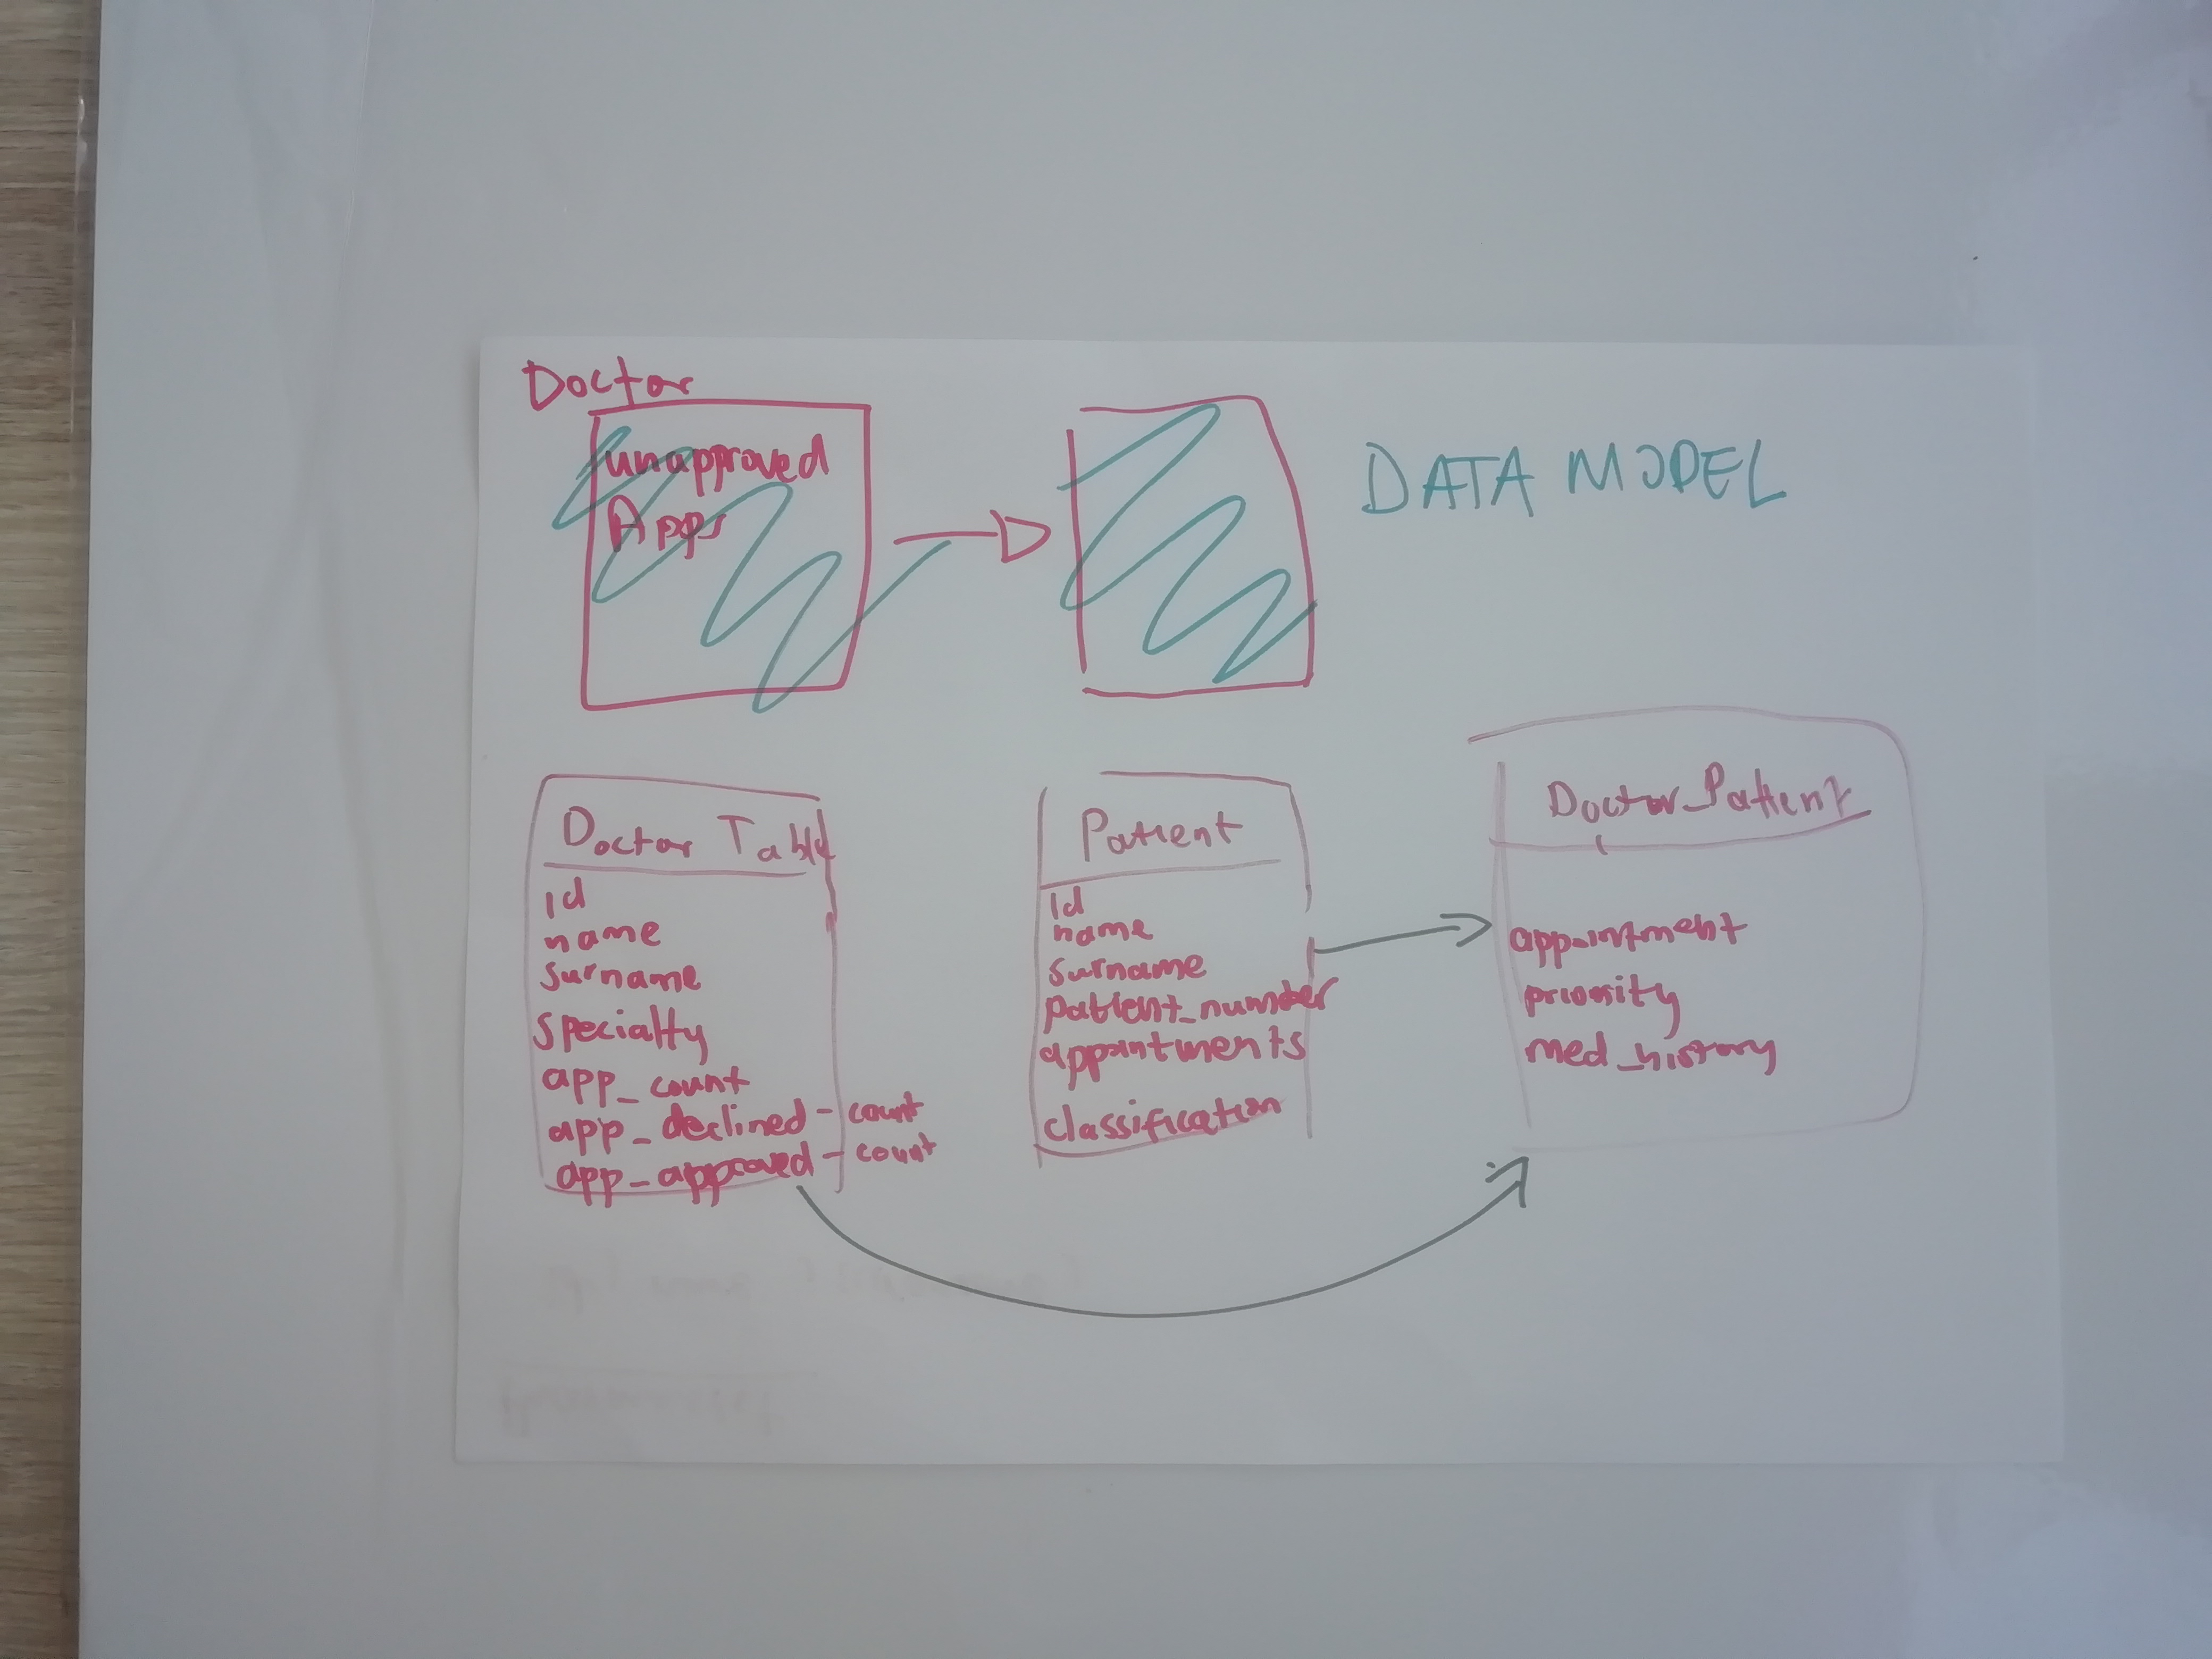 Doctor
unapproved
Apps
DATA MODEL
Doctor Table
id
name
surname
specialty
app_count
app_declined-count
app_approved-count
Patient
id
name
surname
patient_number
appointments
classification
Doctor_Patient
appointment
priority
med_history